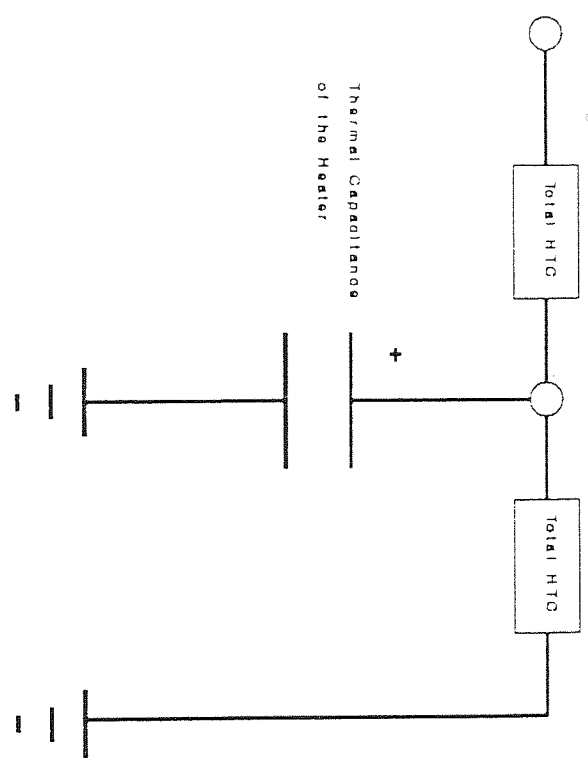 Total HTC
Total HTC
+
Thermal Capacitance
of the Heater